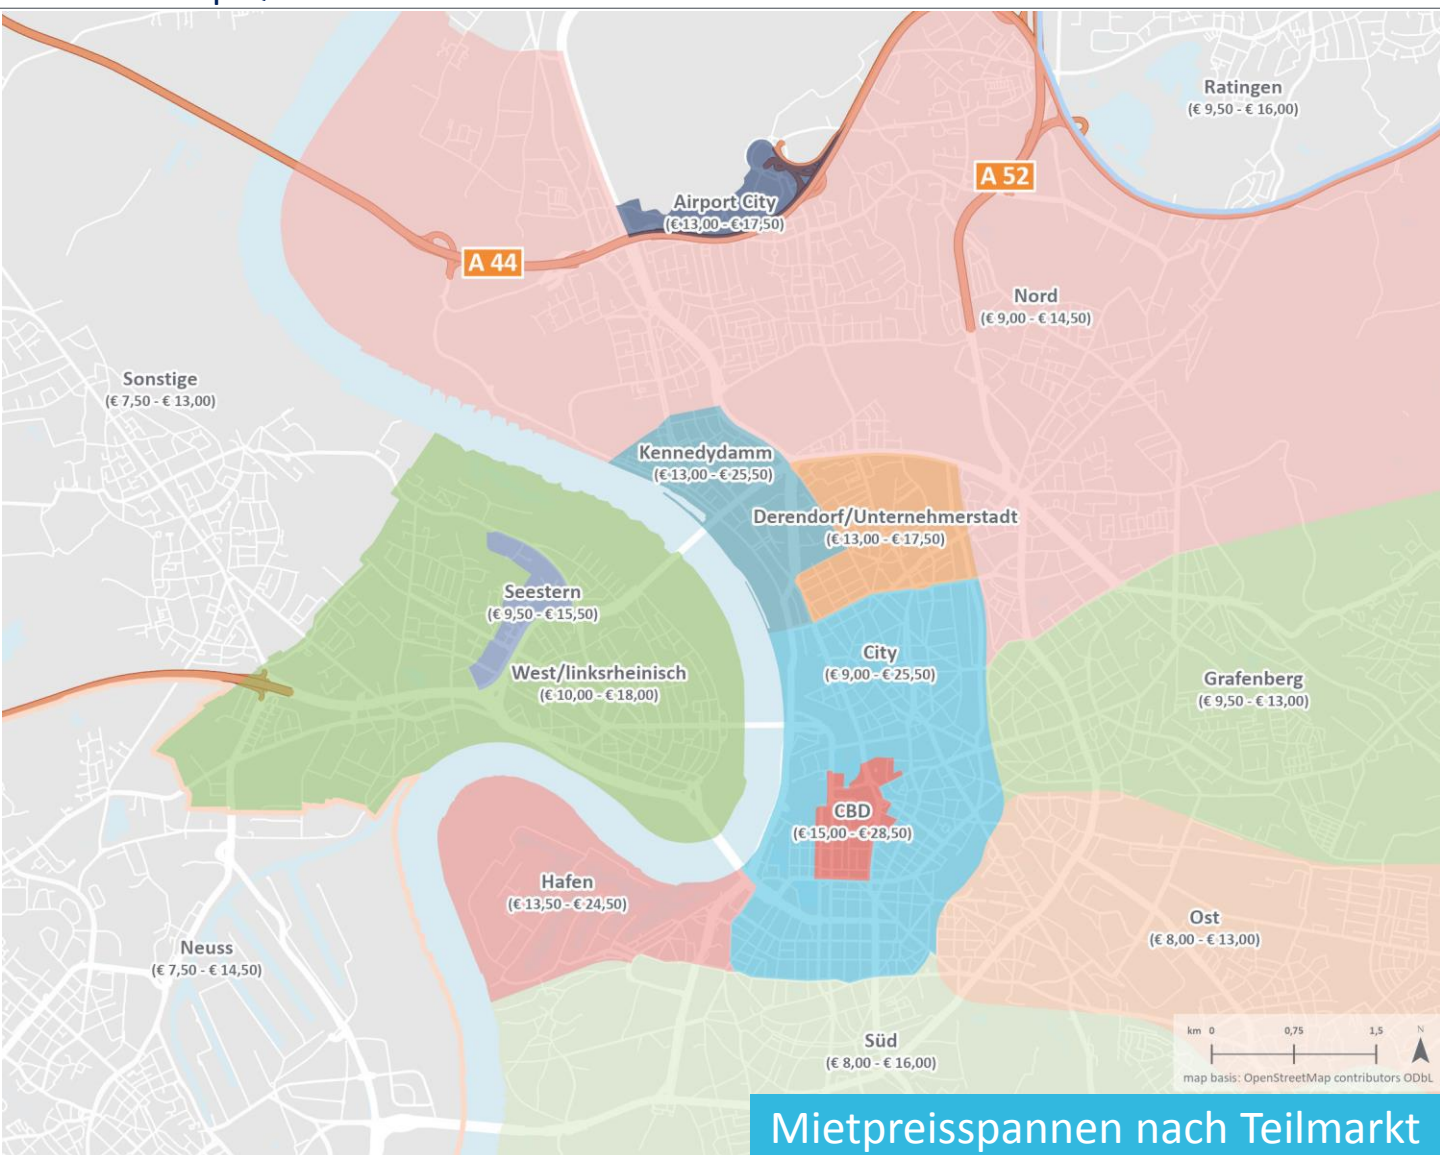 Ratingen
(€ 9,50 - € 16,00)
A 52
Airport City
(€ 13,00 - € 17,50)
A 44
Nord
(€ 9,00 - € 14,50)
Sonstige
(€ 7,50 - € 13,00)
Kennedydamm
(€ 13,00 - € 25,50)
Derendorf/Unternehmerstadt
(€ 13,00 - € 17,50)
Seestern
(€ 9,50 - € 15,50)
City
(€ 9,00 - € 25,50)
West/linksrheinisch
(€ 10,00 - € 18,00)
Grafenberg
(€ 9,50 - € 13,00)
CBD
(€ 15,00 - € 28,50)
Hafen
(€ 13,50 - € 24,50)
Ost
(€ 8,00 - € 13,00)
Neuss
(€ 7,50 - € 14,50)
Süd
(€ 8,00 - € 16,00)
km 0 0,75 1,5 N
map basis: OpenStreetMap contributors ODbL
Mietpreisspannen nach Teilmarkt